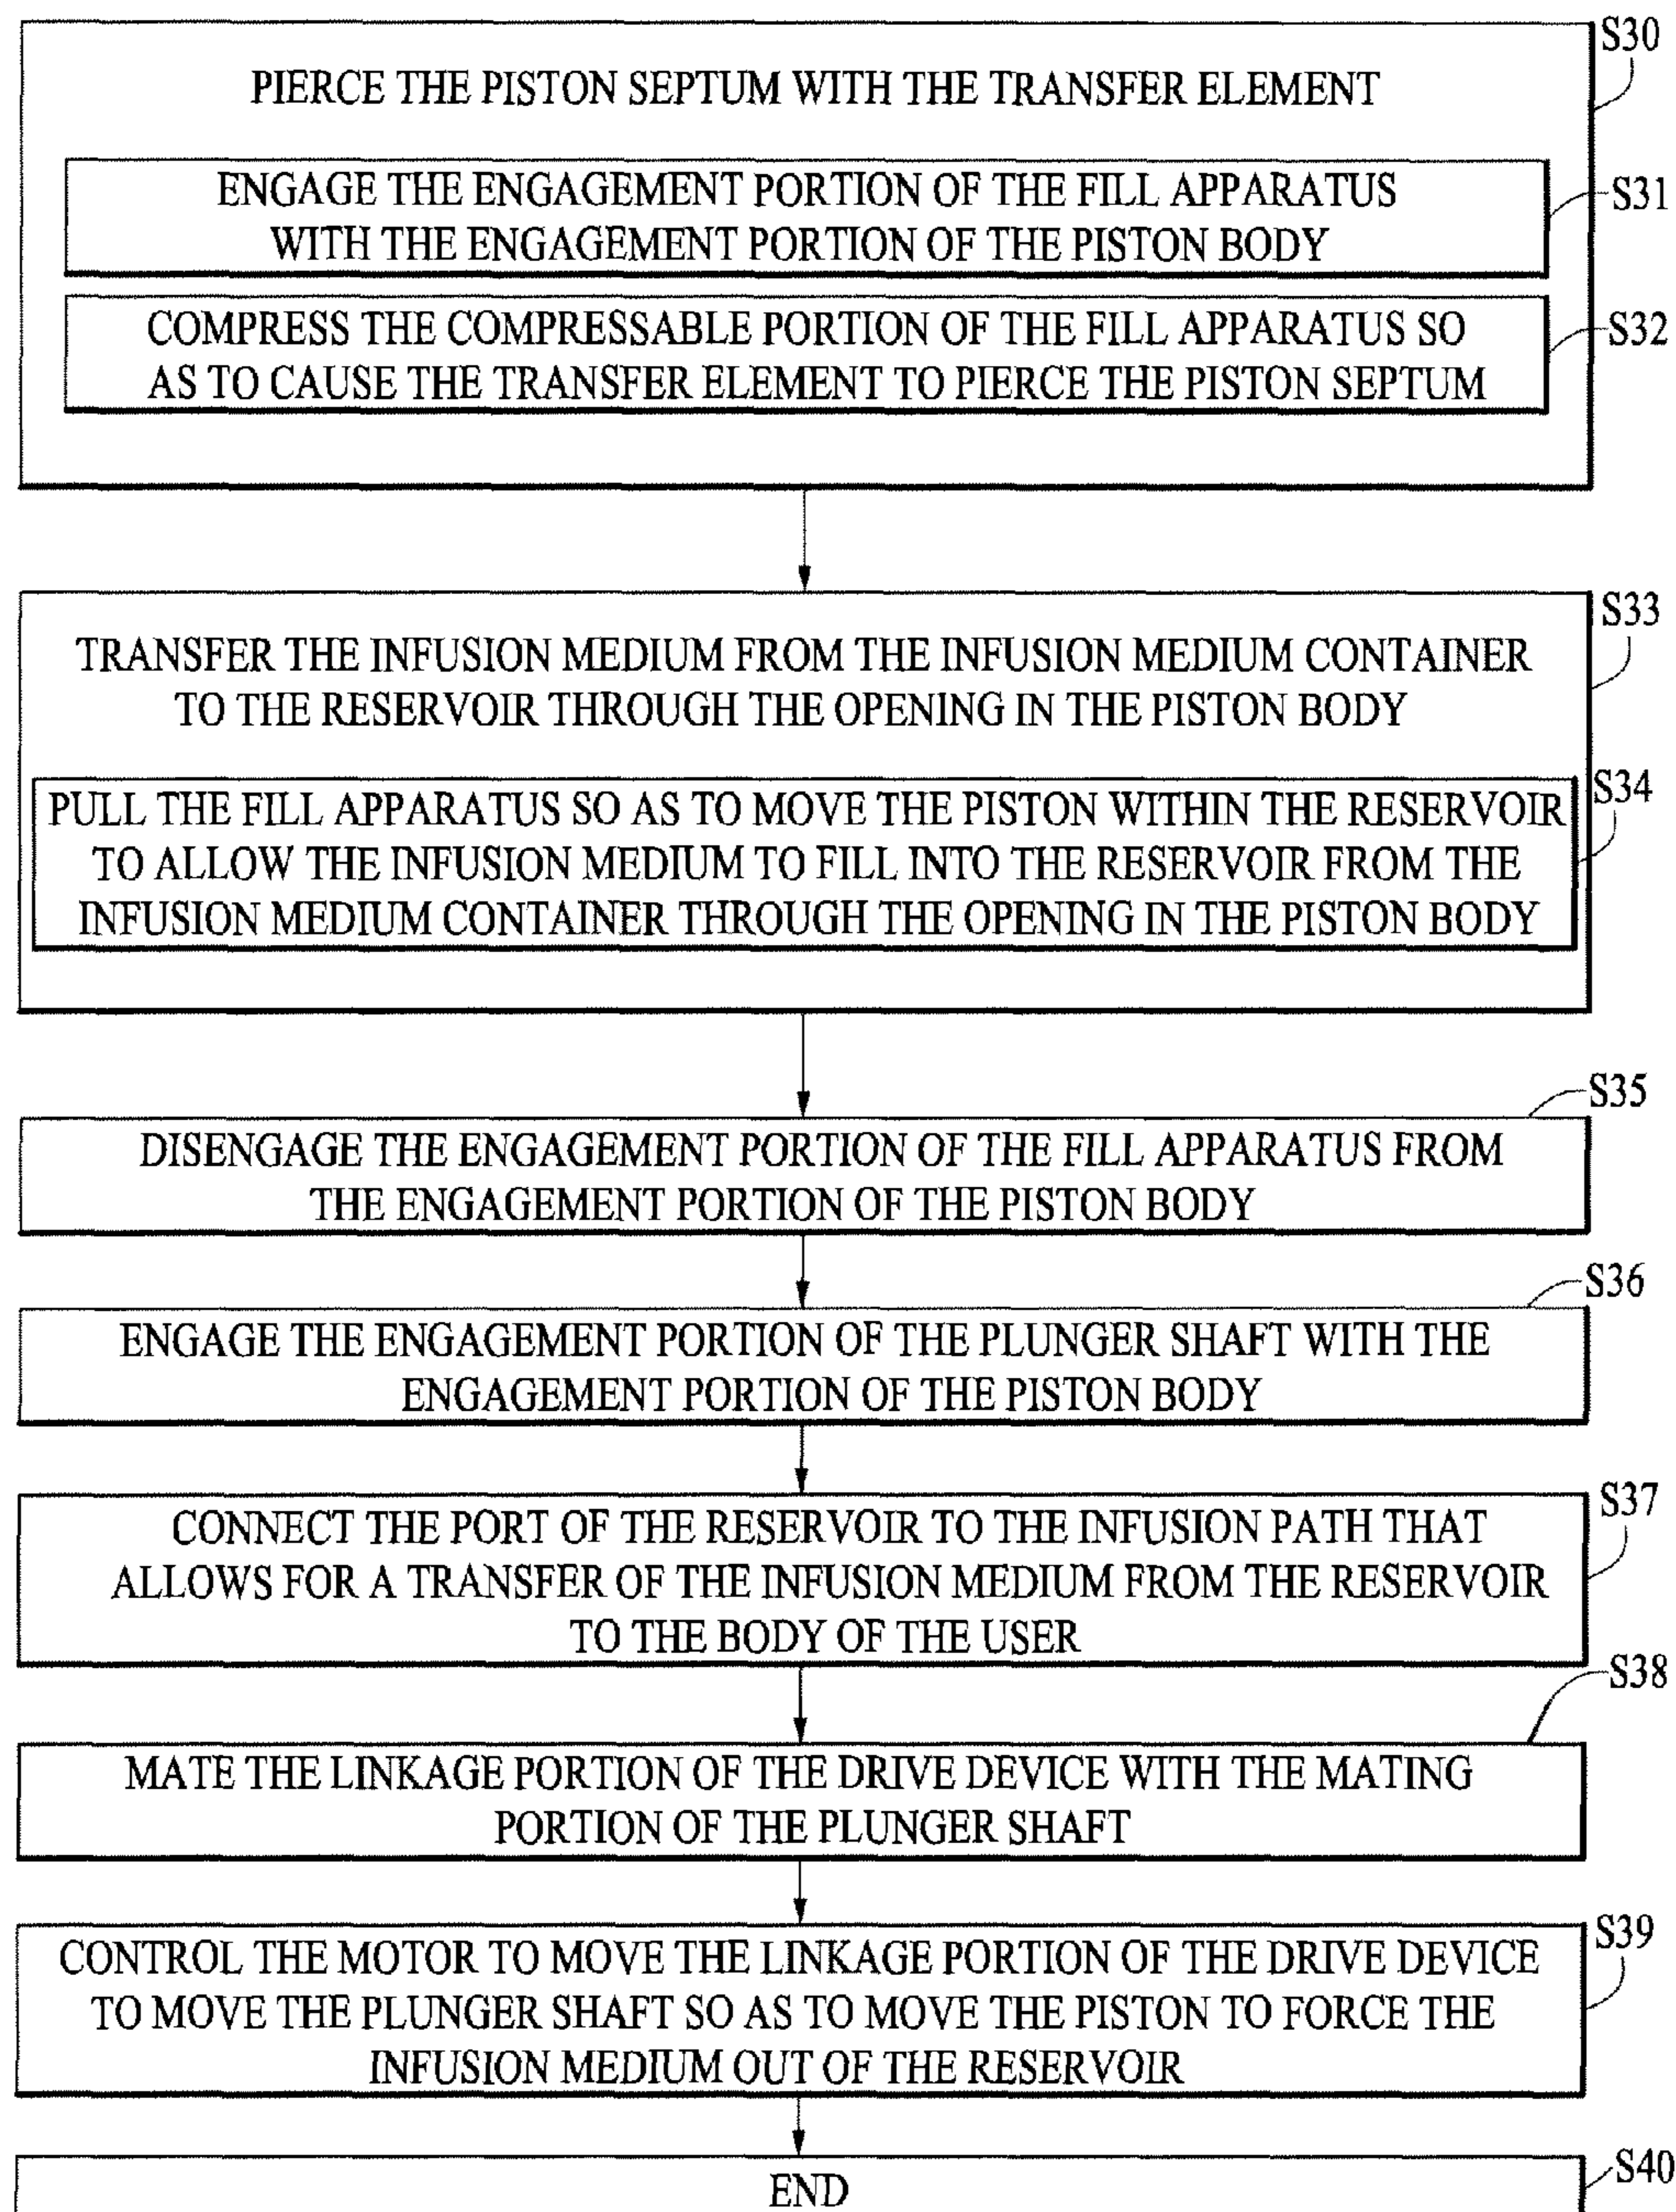 S30
PIERCE THE PISTON SEPTUM WITH THE TRANSFER ELEMENT
ENGAGE THE ENGAGEMENT PORTION OF THE FILL APPARATUS
WITH THE ENGAGEMENT PORTION OF THE PISTON BODY
S31
COMPRESS THE COMPRESSABLE PORTION OF THE FILL APPARATUS SO
AS TO CAUSE THE TRANSFER ELEMENT TO PIERCE THE PISTON SEPTUM
S32
S33
TRANSFER THE INFUSION MEDIUM FROM THE INFUSION MEDIUM CONTAINER
TO THE RESERVOIR THROUGH THE OPENING IN THE PISTON BODY
S34
PULL THE FILL APPARATUS SO AS TO MOVE THE PISTON WITHIN THE RESERVOIR
TO ALLOW THE INFUSION MEDIUM TO FILL INTO THE RESERVOIR FROM THE
INFUSION MEDIUM CONTAINER THROUGH THE OPENING IN THE PISTON BODY
S35
DISENGAGE THE ENGAGEMENT PORTION OF THE FILL APPARATUS FROM
THE ENGAGEMENT PORTION OF THE PISTON BODY
S36
ENGAGE THE ENGAGEMENT PORTION OF THE PLUNGER SHAFT WITH THE
ENGAGEMENT PORTION OF THE PISTON BODY
S37
CONNECT THE PORT OF THE RESERVOIR TO THE INFUSION PATH THAT
ALLOWS FOR A TRANSFER OF THE INFUSION MEDIUM FROM THE RESERVOIR
TO THE BODY OF THE USER
S38
MATE THE LINKAGE PORTION OF THE DRIVE DEVICE WITH THE MATING
PORTION OF THE PLUNGER SHAFT
S39
CONTROL THE MOTOR TO MOVE THE LINKAGE PORTION OF THE DRIVE DEVICE
TO MOVE THE PLUNGER SHAFT SO AS TO MOVE THE PISTON TO FORCE THE
INFUSION MEDIUM OUT OF THE RESERVOIR
S40
END